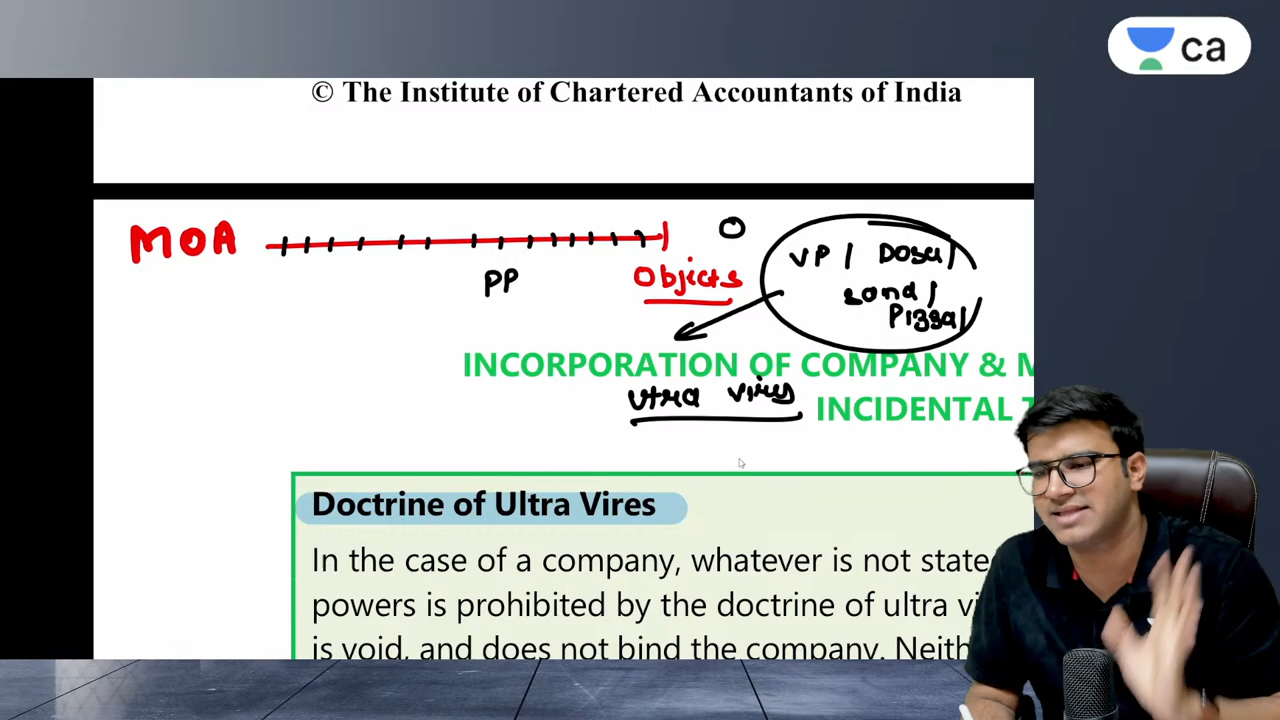 ca
© The Institute of Chartered Accountants of India
MOA
O
VP / Dosa /
PP
Objects
Pizza /
INCORPORATION OF COMPANY & M
Utra vires
INCIDENTAL T
Doctrine of Ultra Vires
In the case of a company, whatever is not state
powers is prohibited by the doctrine of ultra vi
is void, and does not bind the company. Neith